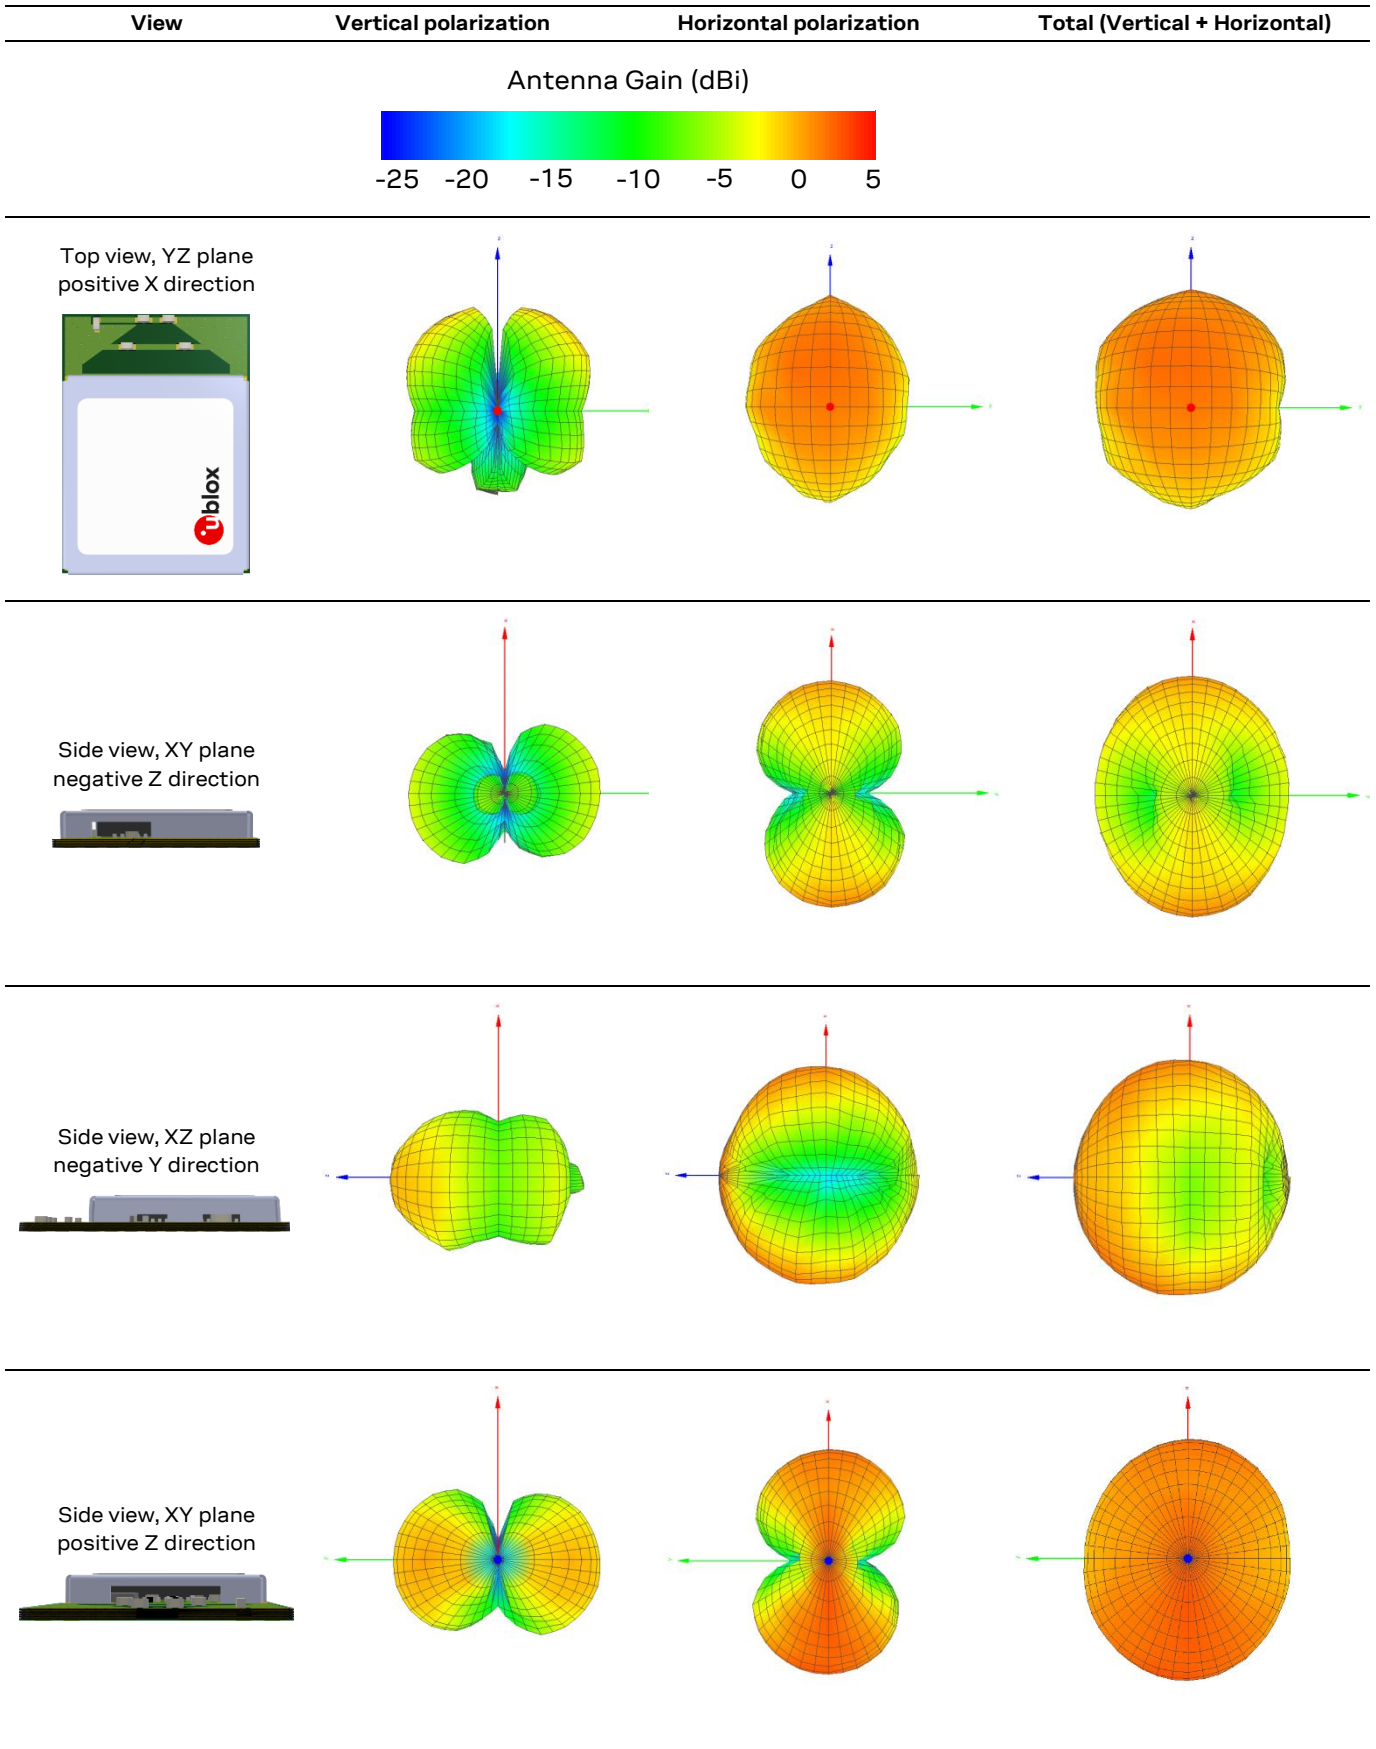 View Vertical polarization Horizontal polarization Total (Vertical + Horizontal)
Antenna Gain (dBi)
-25 -20 -15 -10 -5 0 5
Top view, YZ plane
positive X direction
ublox
Side view, XY plane
negative Z direction
Side view, XZ plane
negative Y direction
Side view, XY plane
positive Z direction